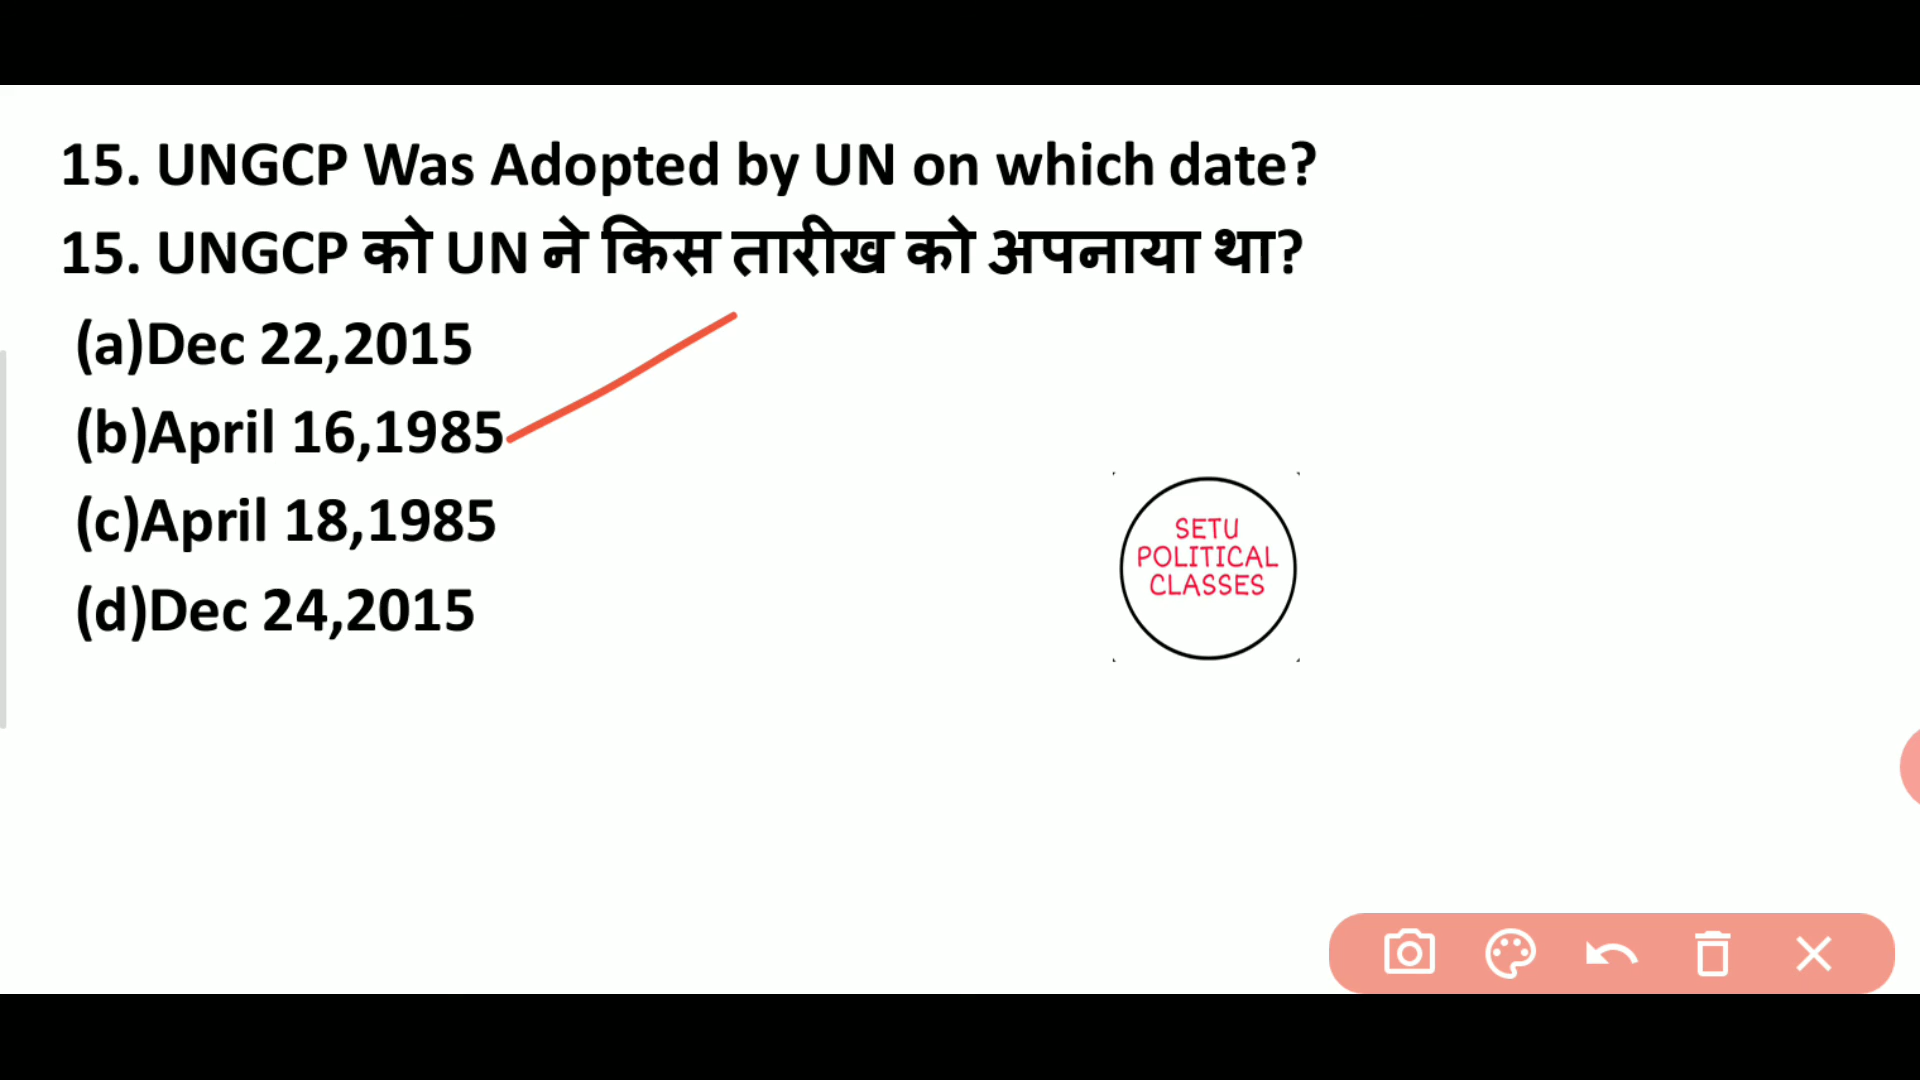 15. UNGCP Was Adopted by UN on which date?
15. UNGCP को UN ने किस तारीख को अपनाया था?
(a)Dec 22,2015
(b)April 16,1985
(c)April 18,1985
(d)Dec 24,2015
SETU
POLITICAL
CLASSES